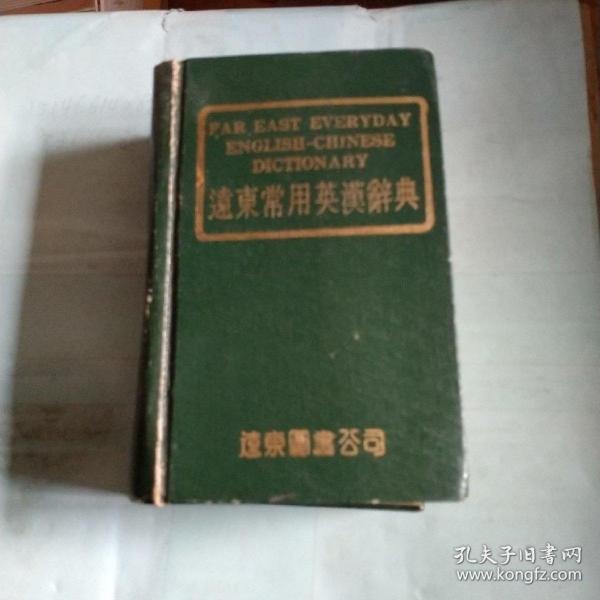 FAR EAST EVERYDAY
ENGLISH-CHINESE
DICTIONARY
遠東常用英漢辭典
遠東圖書公司
孔夫子旧书网
www.kongfz.com